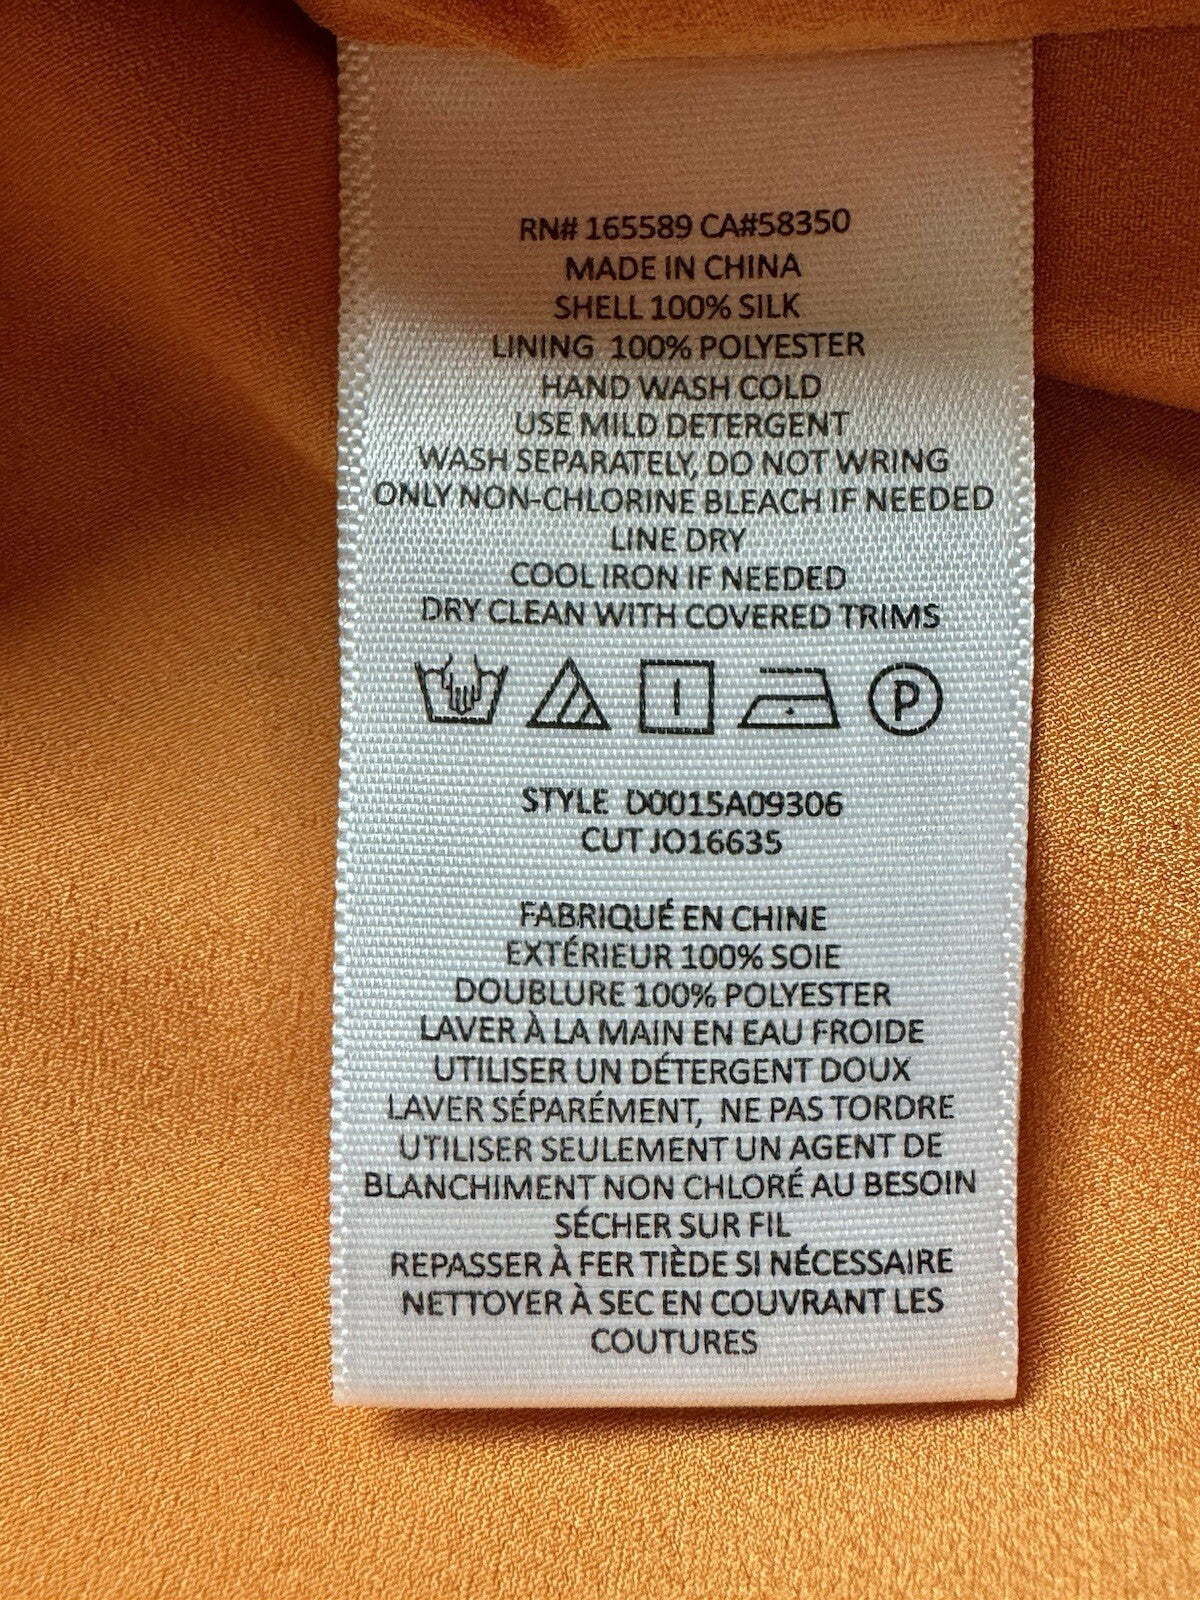 RN# 165589 CA#58350
MADE IN CHINA
SHELL 100% SILK
LINING 100% POLYESTER
HAND WASH COLD
USE MILD DETERGENT
WASH SEPARATELY, DO NOT WRING
ONLY NON-CHLORINE BLEACH IF NEEDED
LINE DRY
COOL IRON IF NEEDED
DRY CLEAN WITH COVERED TRIMS
P
STYLE D0015A09306
CUT JO16635
FABRIQUÉ EN CHINE
EXTÉRIEUR 100% SOIE
DOUBLURE 100% POLYESTER
LAVER À LA MAIN EN EAU FROIDE
UTILISER UN DÉTERGENT DOUX
LAVER SÉPARÉMENT, NE PAS TORDRE
UTILISER SEULEMENT UN AGENT DE
BLANCHIMENT NON CHLORÉ AU BESOIN
SÉCHER SUR FIL
REPASSER À FER TIÈDE SI NÉCESSAIRE
NETTOYER À SEC EN COUVRANT LES
COUTURES